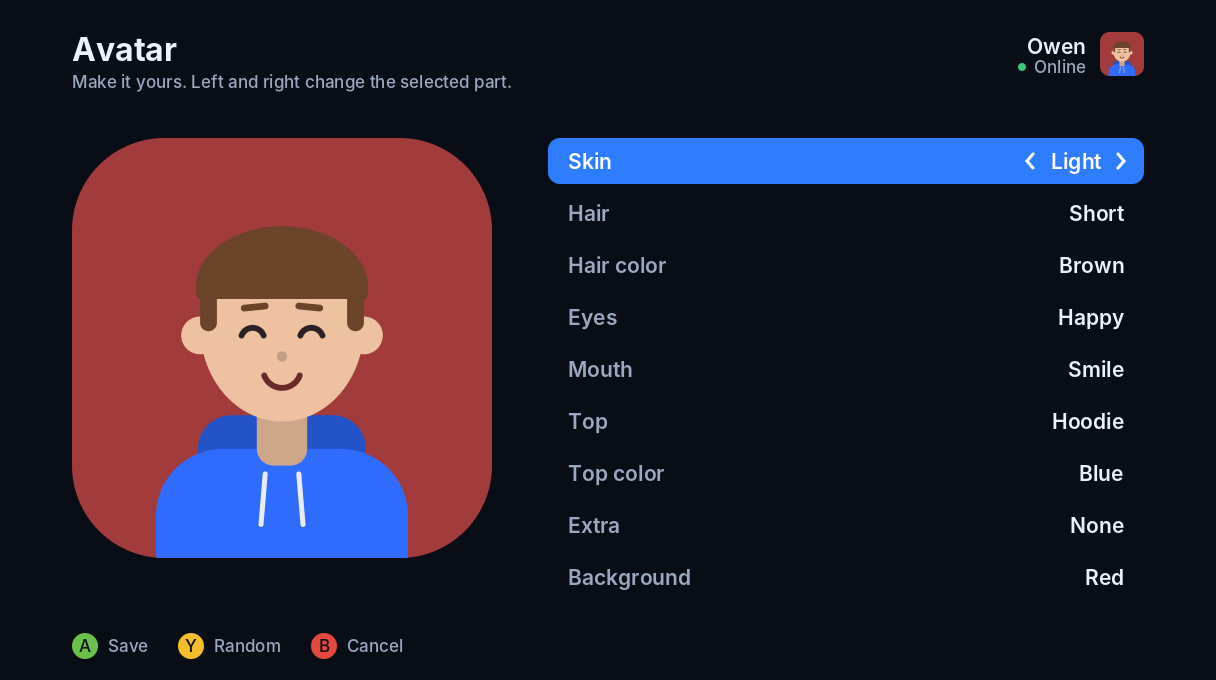 Avatar
Make it yours. Left and right change the selected part.
Owen
Online
Skin Light
Hair Short
Hair color Brown
Eyes Happy
Mouth Smile
Top Hoodie
Top color Blue
Extra None
Background Red
A Save Y Random B Cancel